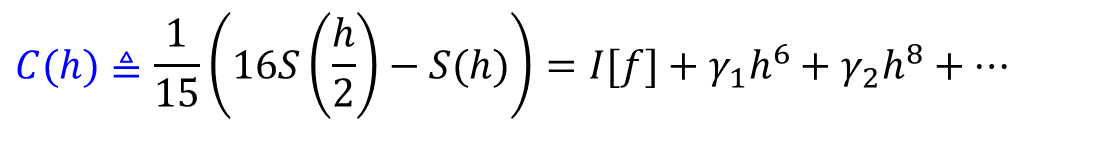 C(h) ≜ 1/15 (16S(h/2) − S(h)) = I[f] + γ₁h⁶ + γ₂h⁸ + ⋯